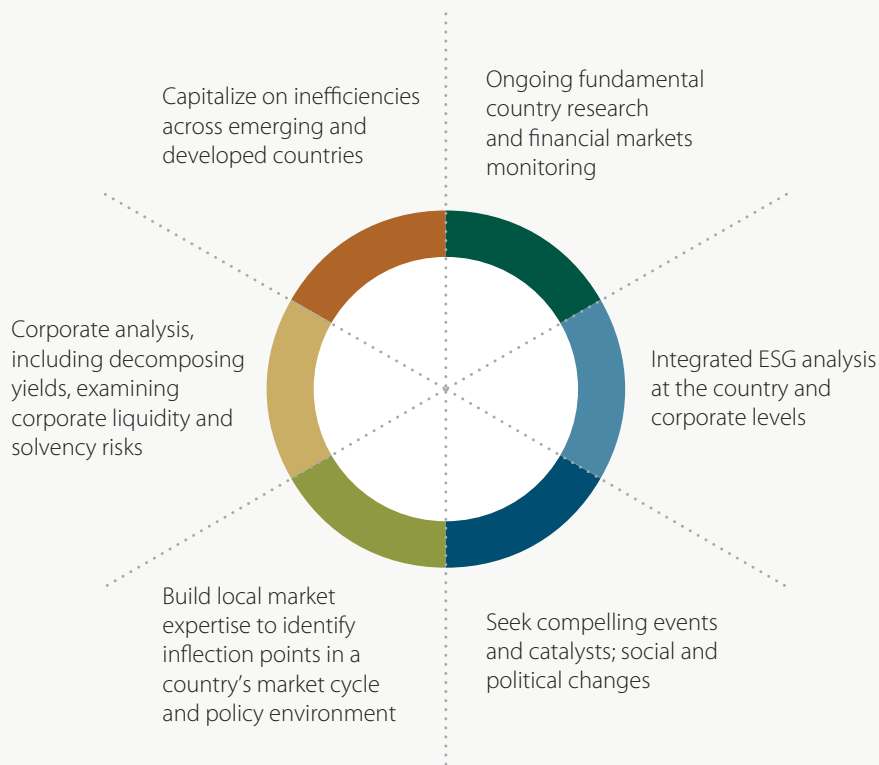 Capitalize on inefficiencies
across emerging and
developed countries
Ongoing fundamental
country research
and financial markets
monitoring
Corporate analysis,
including decomposing
yields, examining
corporate liquidity and
solvency risks
Integrated ESG analysis
at the country and
corporate levels
Build local market
expertise to identify
inflection points in a
country’s market cycle
and policy environment
Seek compelling events
and catalysts; social and
political changes